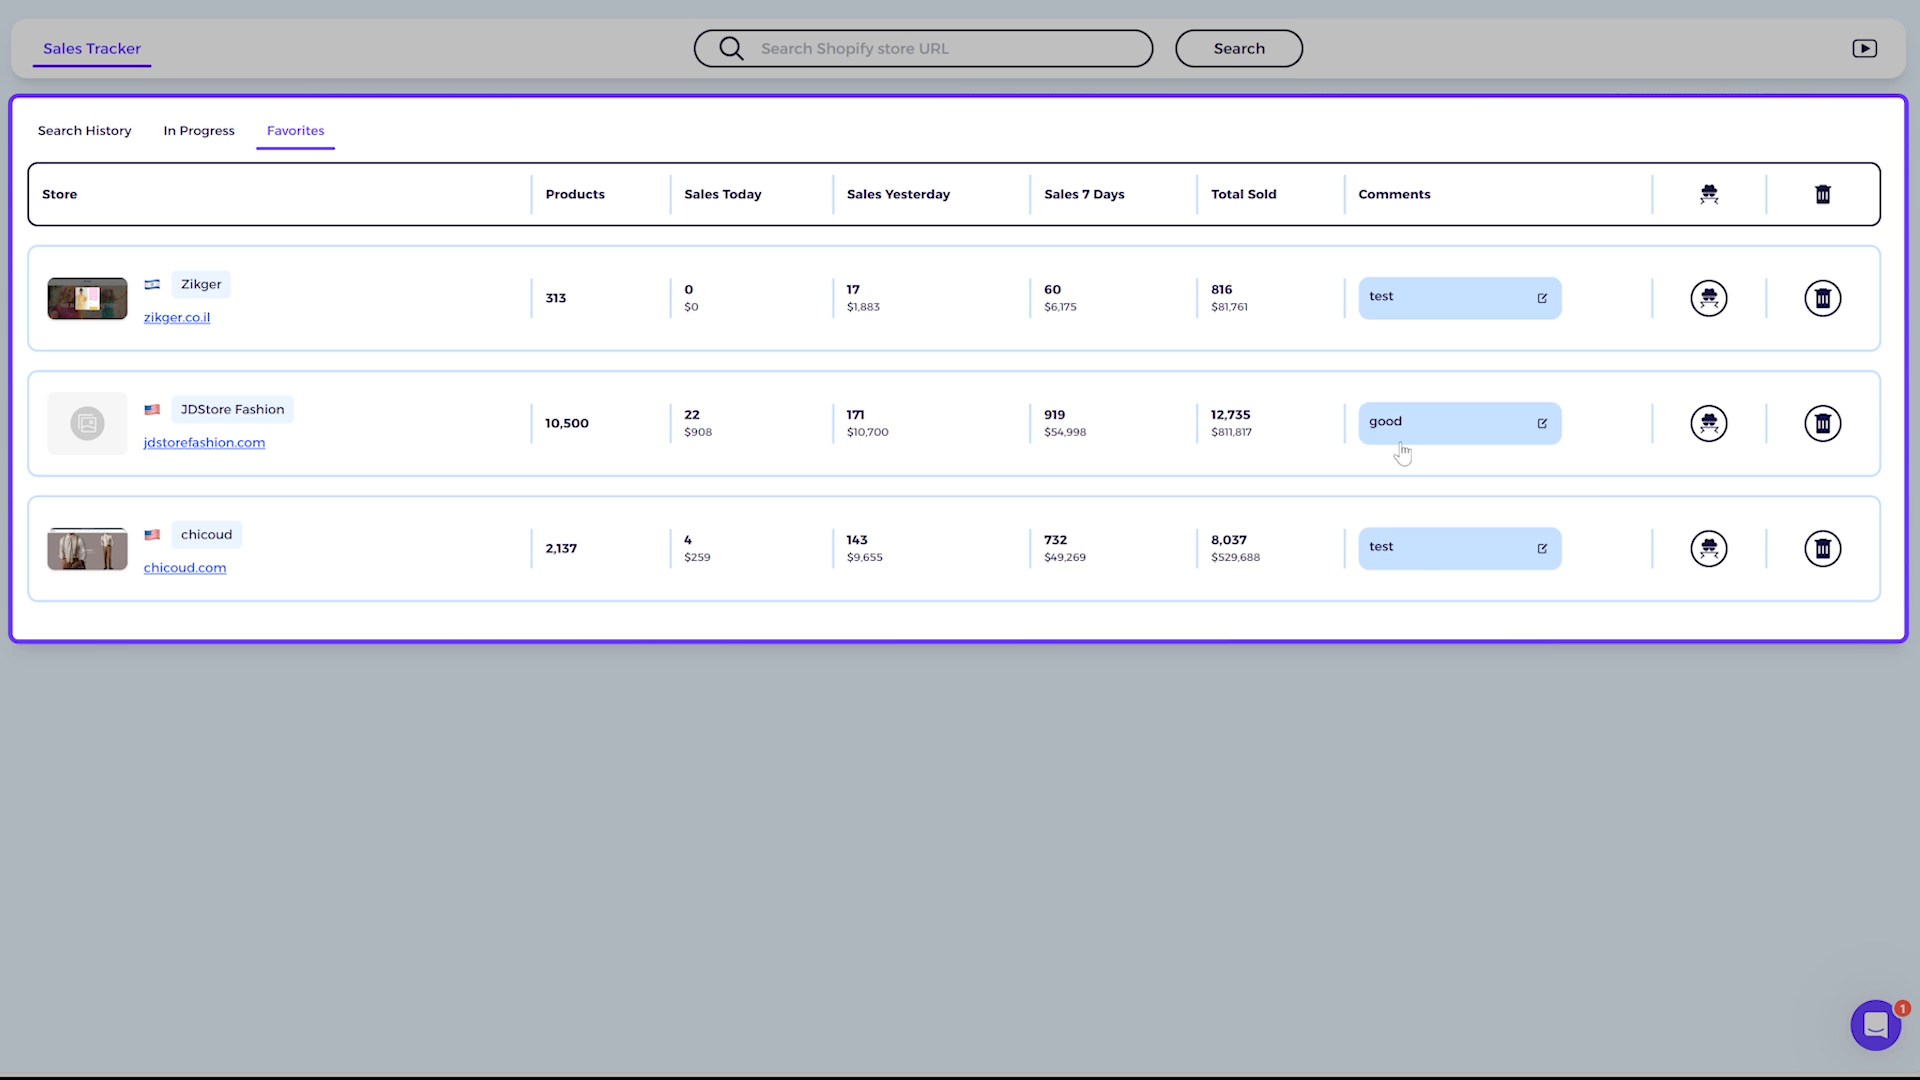 Sales Tracker
Search Shopify store URL
Search
Search History
In Progress
Favorites
Store
Products
Sales Today
Sales Yesterday
Sales 7 Days
Total Sold
Comments
Zikger
zikger.co.il
313
0
$0
17
$1,883
60
$6,175
816
$81,761
test
JDStore Fashion
jdstorefashion.com
10,500
22
$908
171
$10,700
919
$54,998
12,735
$811,817
good
chicoud
chicoud.com
2,137
4
$259
143
$9,655
732
$49,269
8,037
$529,688
test
1